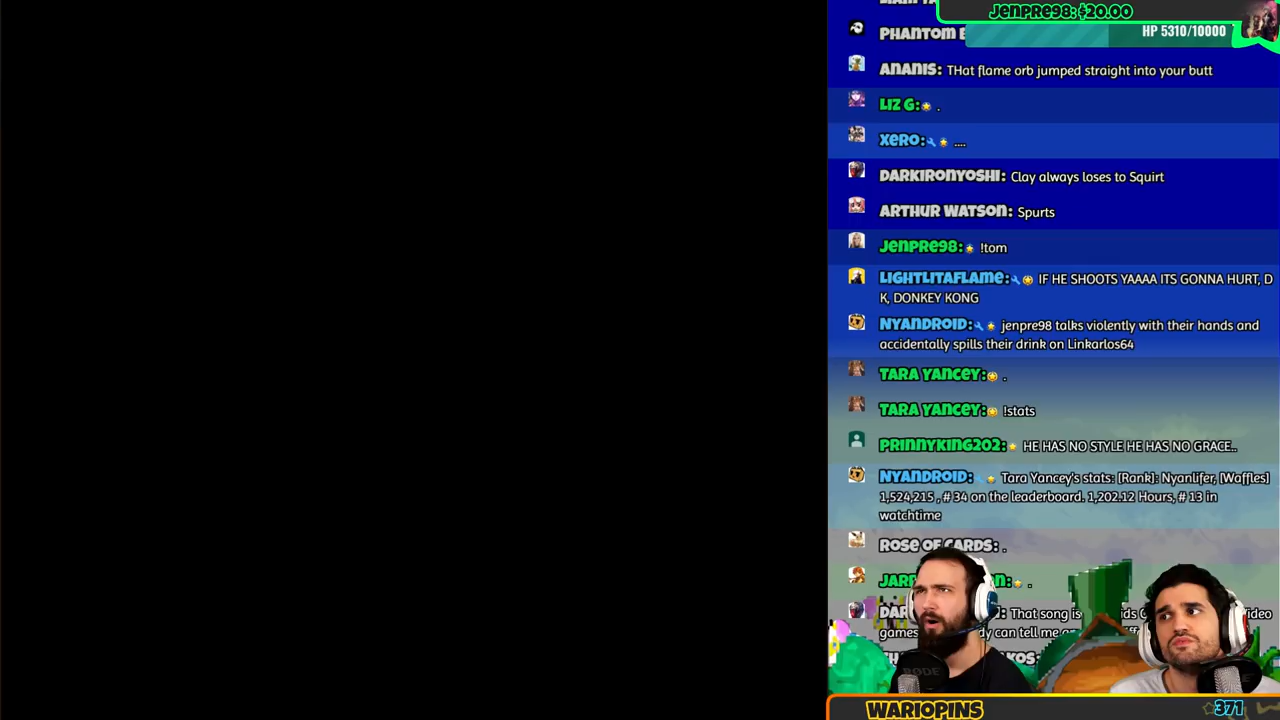 JENPRE98: $20.00
HP 5310/10000
PHANTOM
ANANIS: THat flame orb jumped straight into your butt
LIZ G: .
XERO: ....
DARKIRONYOSHI: Clay always loses to Squirt
ARTHUR WATSON: Spurts
JENPRE98: !tom
LIGHTLITAFLAME: IF HE SHOOTS YAAAA ITS GONNA HURT, D
K, DONKEY KONG
NYANDROID: jenpre98 talks violently with their hands and
accidentally spills their drink on Linkarlos64
TARA YANCEY: .
TARA YANCEY: !stats
PRINNYKING202: HE HAS NO STYLE HE HAS NO GRACE..
NYANDROID: Tara Yancey's stats: [Rank]: Nyanlifer, [Waffles]
1,524,215 , # 34 on the leaderboard. 1,202.12 Hours, # 13 in
watchtime
ROSE OF CARDS: .
That song is
games can tell me
RODE
WARIOPINS
371